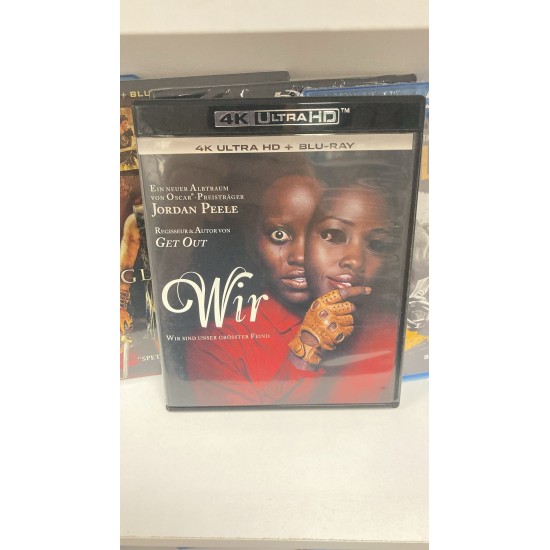 4K ULTRA HD™
4K ULTRA HD + BLU-RAY
EIN NEUER ALBTRAUM
VON OSCAR®-PREISTRÄGER
JORDAN PEELE
REGISSEUR & AUTOR VON
GET OUT
Wir
WIR SIND UNSER GRÖSSTER FEIND